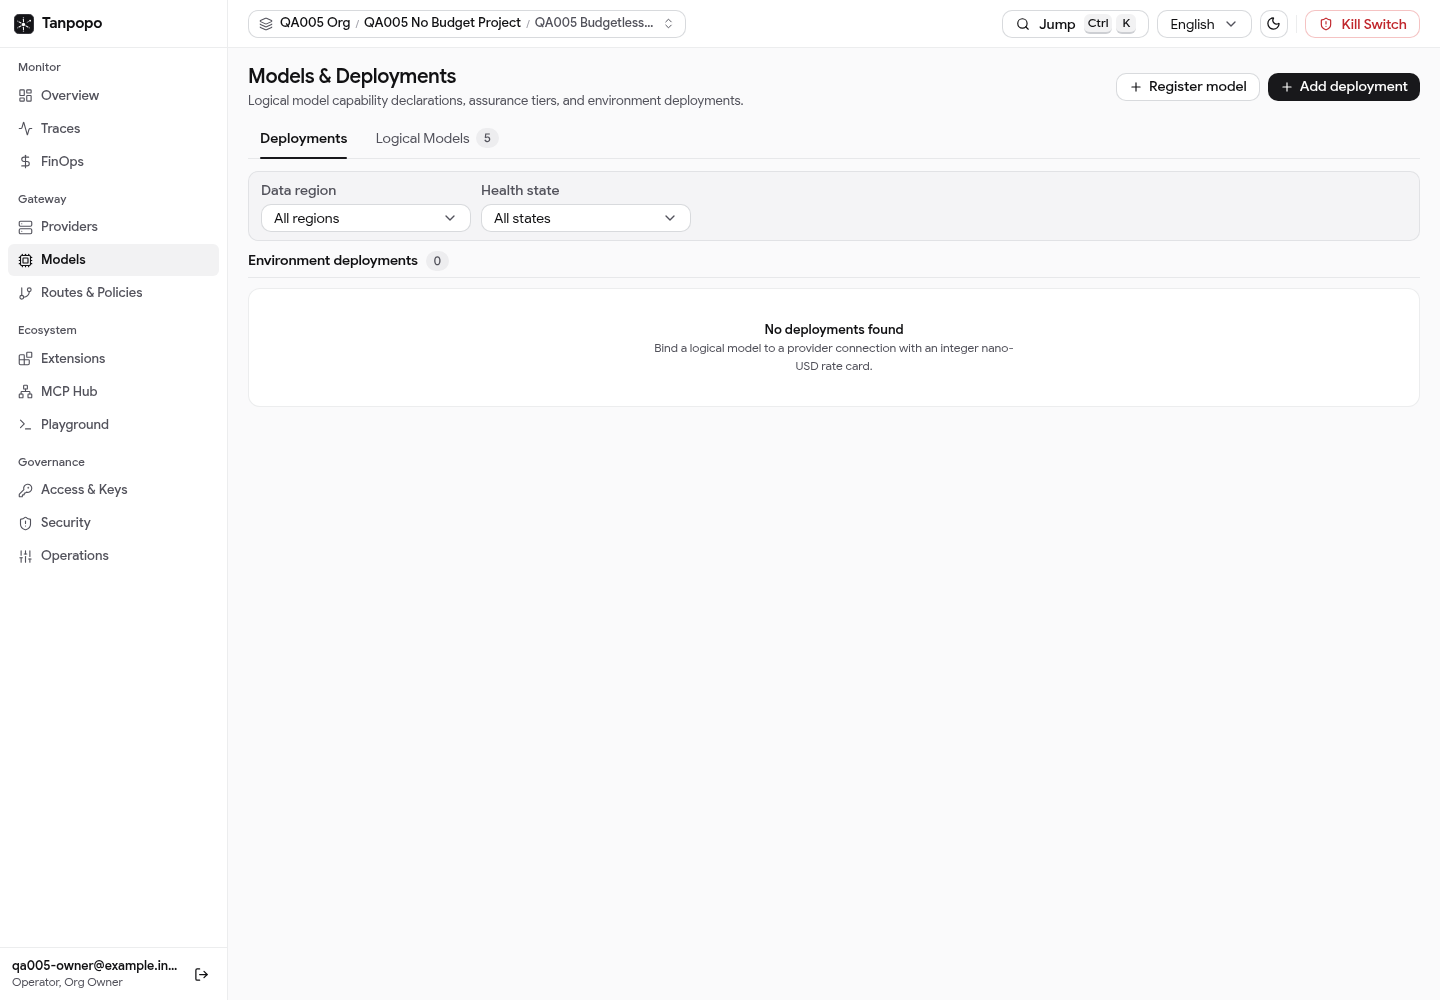 Tanpopo
QA005 Org / QA005 No Budget Project / QA005 Budgetless...
Jump Ctrl K
English
Kill Switch
Monitor
Overview
Traces
FinOps
Gateway
Providers
Models
Routes & Policies
Ecosystem
Extensions
MCP Hub
Playground
Governance
Access & Keys
Security
Operations
qa005-owner@example.in...
Operator, Org Owner
Models & Deployments
Logical model capability declarations, assurance tiers, and environment deployments.
Register model
Add deployment
Deployments
Logical Models 5
Data region
Health state
All regions
All states
Environment deployments 0
No deployments found
Bind a logical model to a provider connection with an integer nano-
USD rate card.